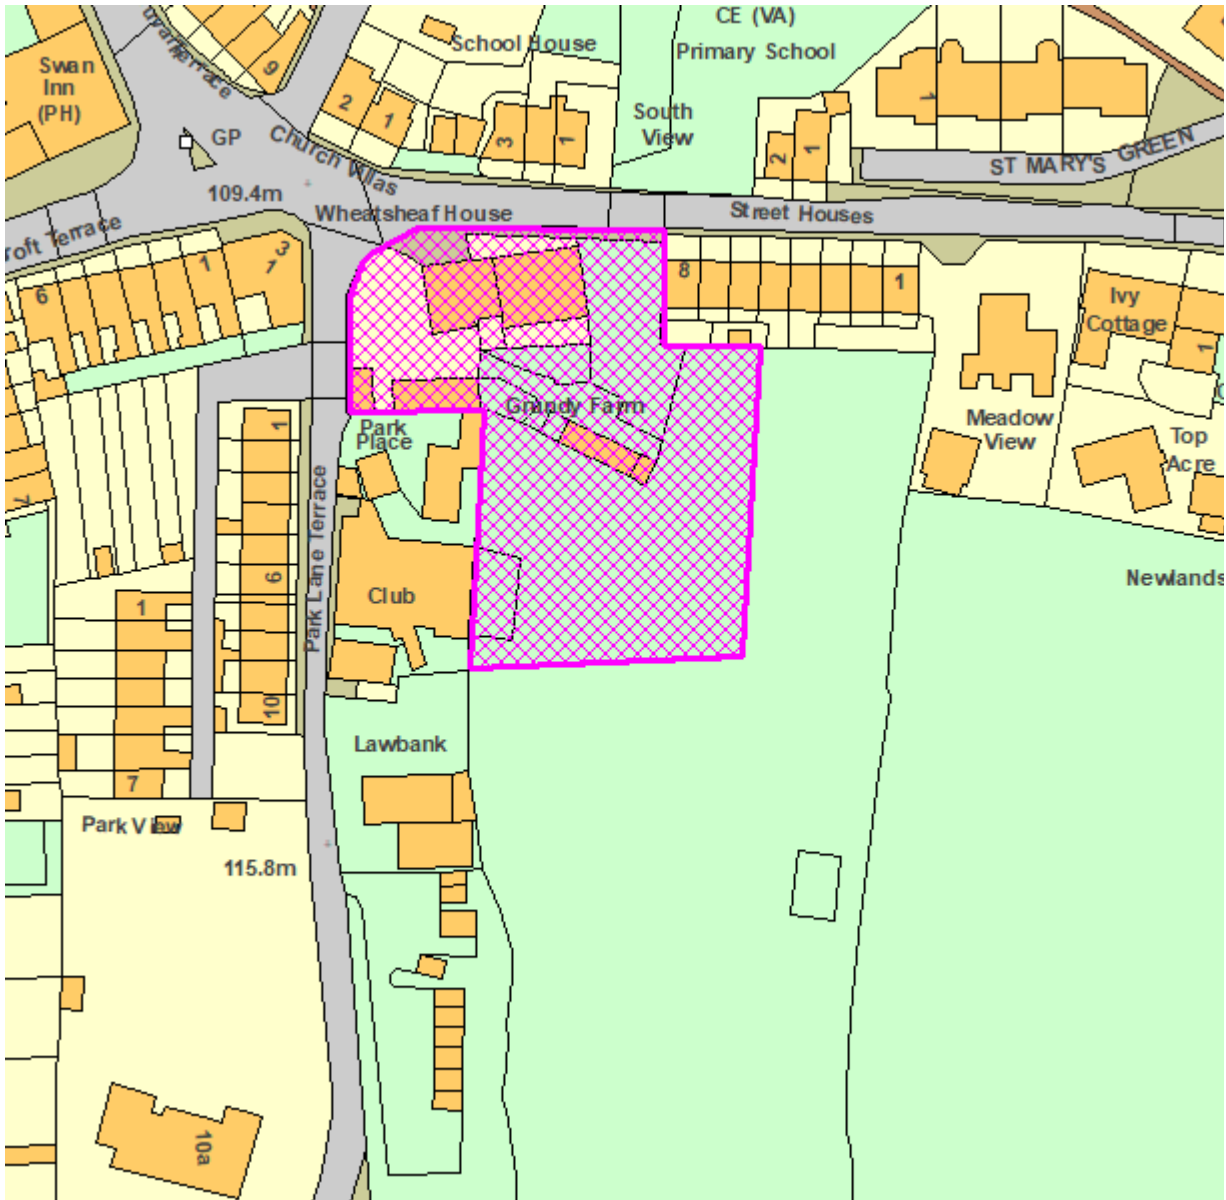 CE (VA)
Primary School
School House
Swan
Inn
(PH)
Terrace
9
2
1
3
1
South
View
2
1
1
ST MARY'S GREEN
GP
Church Villas
109.4m
Wheatsheaf House
Street Houses
oft Terrace
6
1
3
1
8
1
Ivy
Cottage
1
Grundy Farm
Meadow
View
Top
Acre
Park
Place
1
7
Park Lane Terrace
6
Club
Newlands
1
10
7
Lawbank
Park View
115.8m
10a